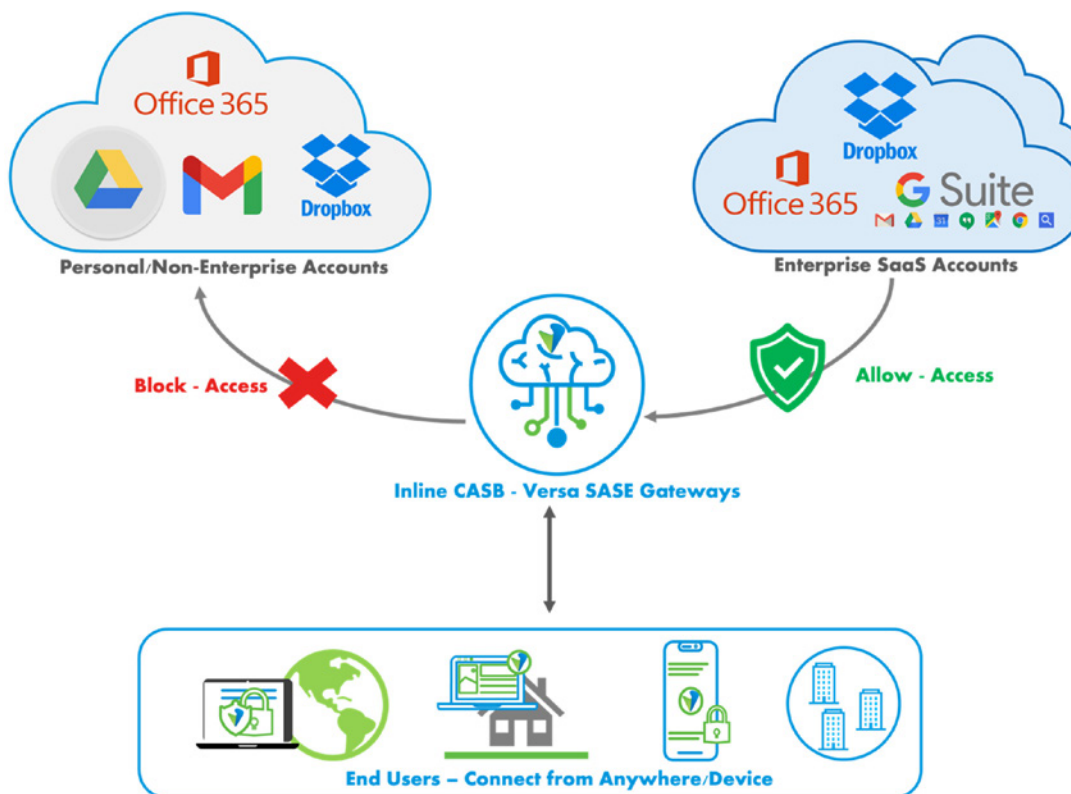 Office 365
Dropbox
Personal/Non-Enterprise Accounts
Dropbox
Office 365
G Suite
31
Enterprise SaaS Accounts
Block - Access
Allow - Access
Inline CASB - Versa SASE Gateways
End Users – Connect from Anywhere/Device